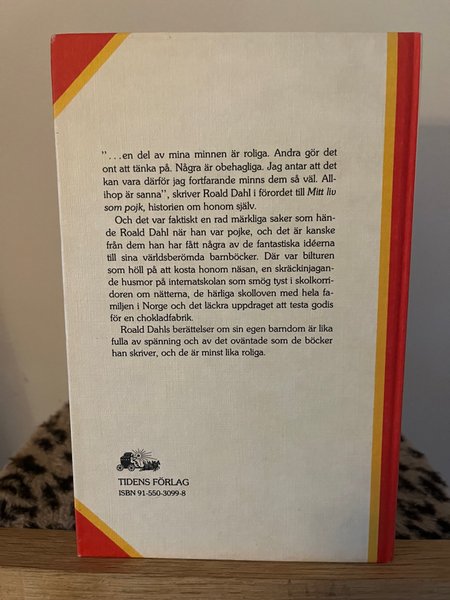 "...en del av mina minnen är roliga. Andra gör det
ont att tänka på. Några är obehagliga. Jag antar att det
kan vara därför jag fortfarande minns dem så väl. All-
ihop är sanna", skriver Roald Dahl i förordet till Mitt liv
som pojk, historien om honom själv.
Och det var faktiskt en rad märkliga saker som hän-
de Roald Dahl när han var pojke, och det är kanske
från dem han har fått några av de fantastiska idéerna
till sina världsberömda barnböcker. Där var bilturen
som höll på att kosta honom näsan, en skräckinjagan-
de husmor på internatskolan som smög tyst i skolkorri-
doren om nätterna, de härliga skolloven med hela fa-
miljen i Norge och det läckra uppdraget att testa godis
för en chokladfabrik.
Roald Dahls berättelser om sin egen barndom är lika
fulla av spänning och av det oväntade som de böcker
han skriver, och de är minst lika roliga.
TIDENS FÖRLAG
ISBN 91-550-3099-8